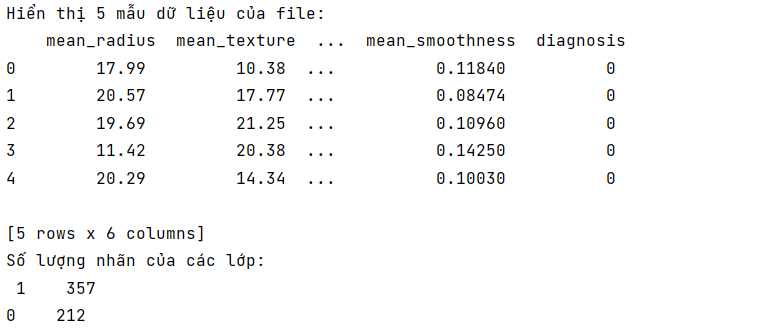 Hiển thị 5 mẫu dữ liệu của file:
mean_radius mean_texture ... mean_smoothness diagnosis
0 17.99 10.38 ... 0.11840 0
1 20.57 17.77 ... 0.08474 0
2 19.69 21.25 ... 0.10960 0
3 11.42 20.38 ... 0.14250 0
4 20.29 14.34 ... 0.10030 0
[5 rows x 6 columns]
Số lượng nhãn của các lớp:
1 357
0 212